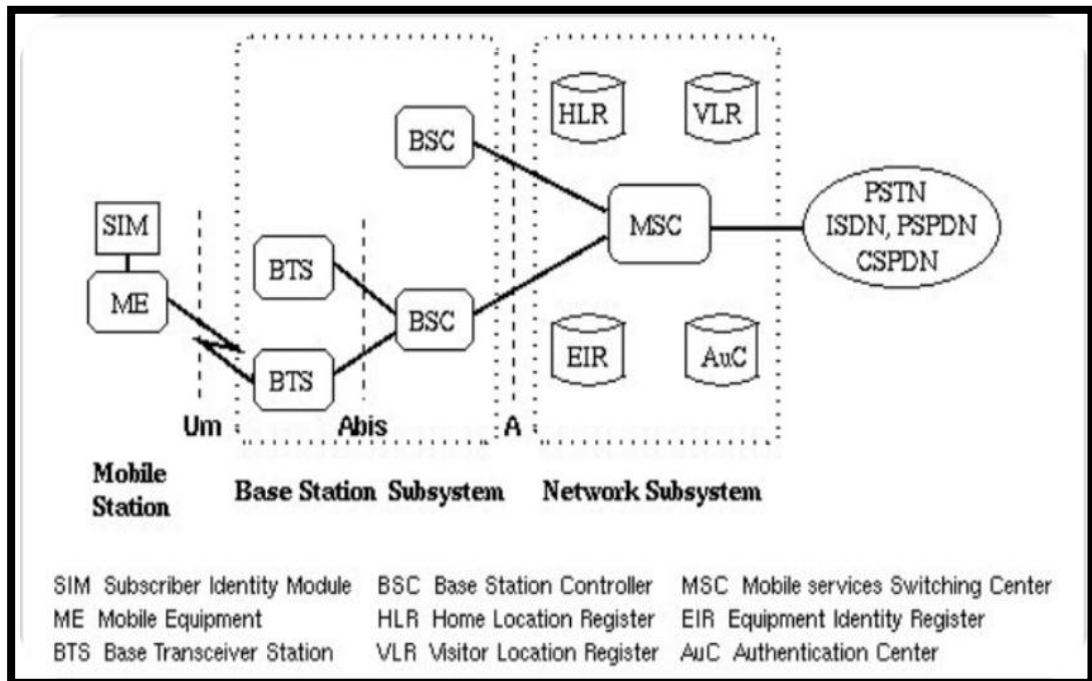 HLR
VLR
BSC
SIM
MSC
PSTN
ISDN, PSPDN
CSPDN
BTS
ME
BSC
BTS
EIR
AuC
Um
Abis
A
Mobile
Station
Base Station Subsystem
Network Subsystem
SIM Subscriber Identity Module
BSC Base Station Controller
MSC Mobile services Switching Center
ME Mobile Equipment
HLR Home Location Register
EIR Equipment Identity Register
BTS Base Transceiver Station
VLR Visitor Location Register
AuC Authentication Center